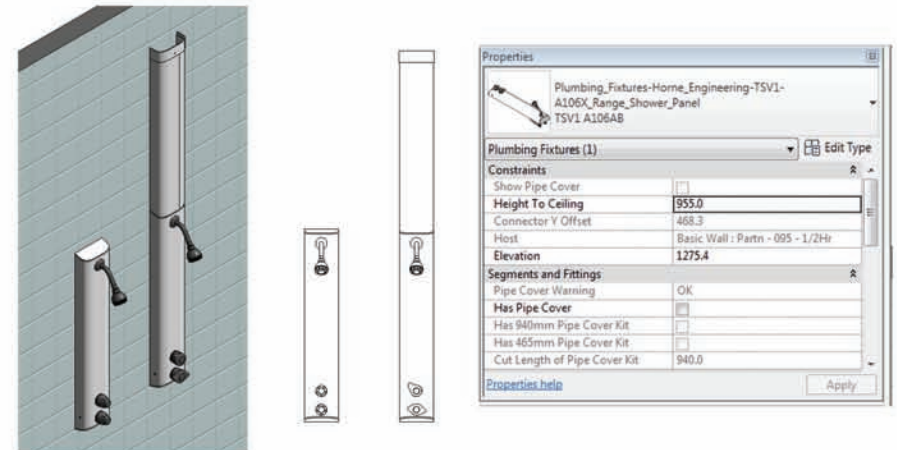 Properties
Plumbing_Fixtures-Horne_Engineering-TSV1-
A106X_Range_Shower_Panel
TSV1 A106AB
Plumbing Fixtures (1)
Edit Type
Constraints
Show Pipe Cover
Height To Ceiling 955.0
Connector Y Offset 468.3
Host Basic Wall : Partn - 095 - 1/2Hr
Elevation 1275.4
Segments and Fittings
Pipe Cover Warning OK
Has Pipe Cover
Has 940mm Pipe Cover Kit
Has 465mm Pipe Cover Kit
Cut Length of Pipe Cover Kit 940.0
Properties help
Apply